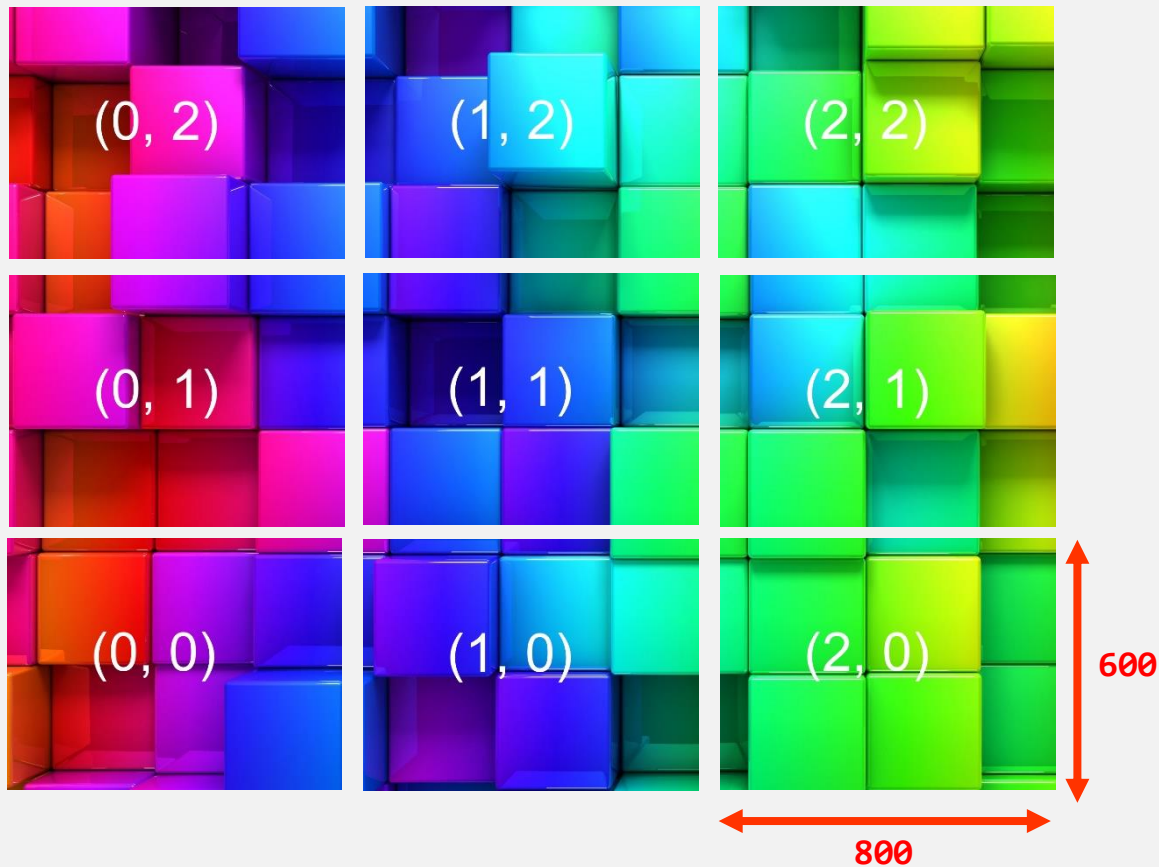 (0, 2) (1, 2) (2, 2)
(0, 1) (1, 1) (2, 1)
(0, 0) (1, 0) (2, 0)
600
800